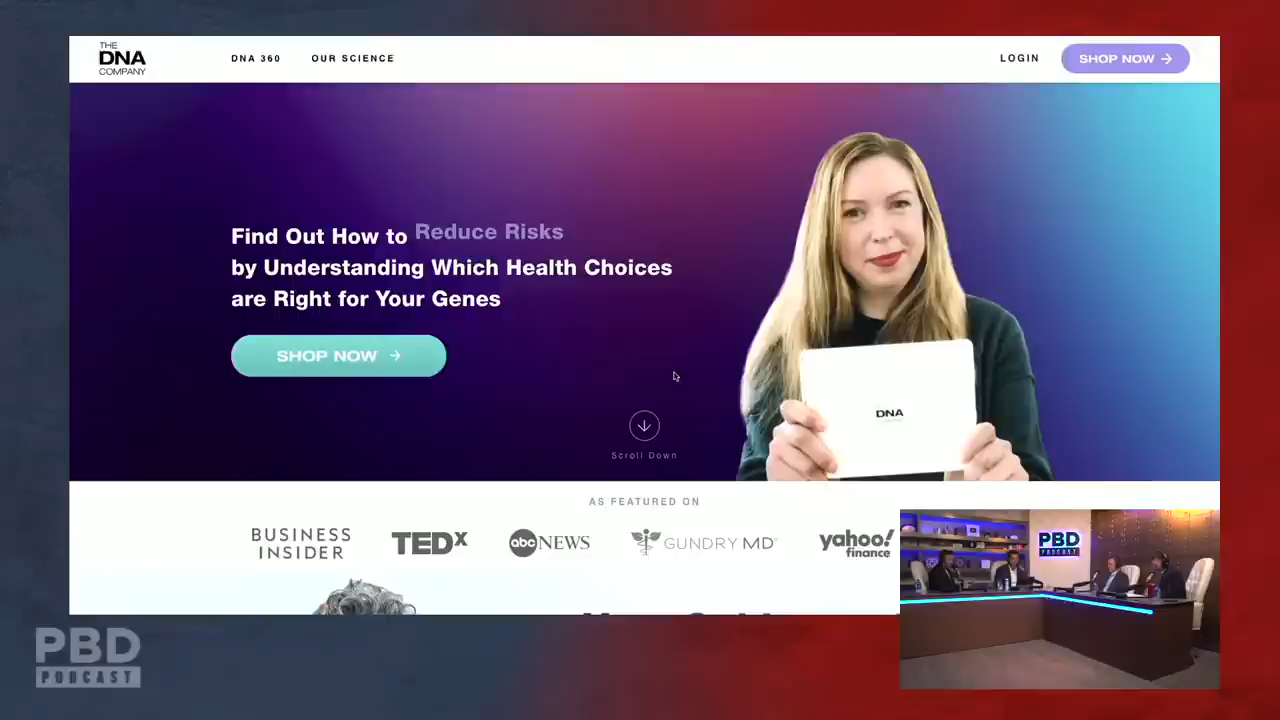 THE
DNA
COMPANY
DNA 360
OUR SCIENCE
LOGIN
SHOP NOW →
Find Out How to Reduce Risks
by Understanding Which Health Choices
are Right for Your Genes
SHOP NOW →
DNA
Scroll Down
AS FEATURED ON
BUSINESS
INSIDER
TEDx
abc NEWS
GUNDRY MD
yahoo!
finance
PBD
PODCAST
PBD
PODCAST